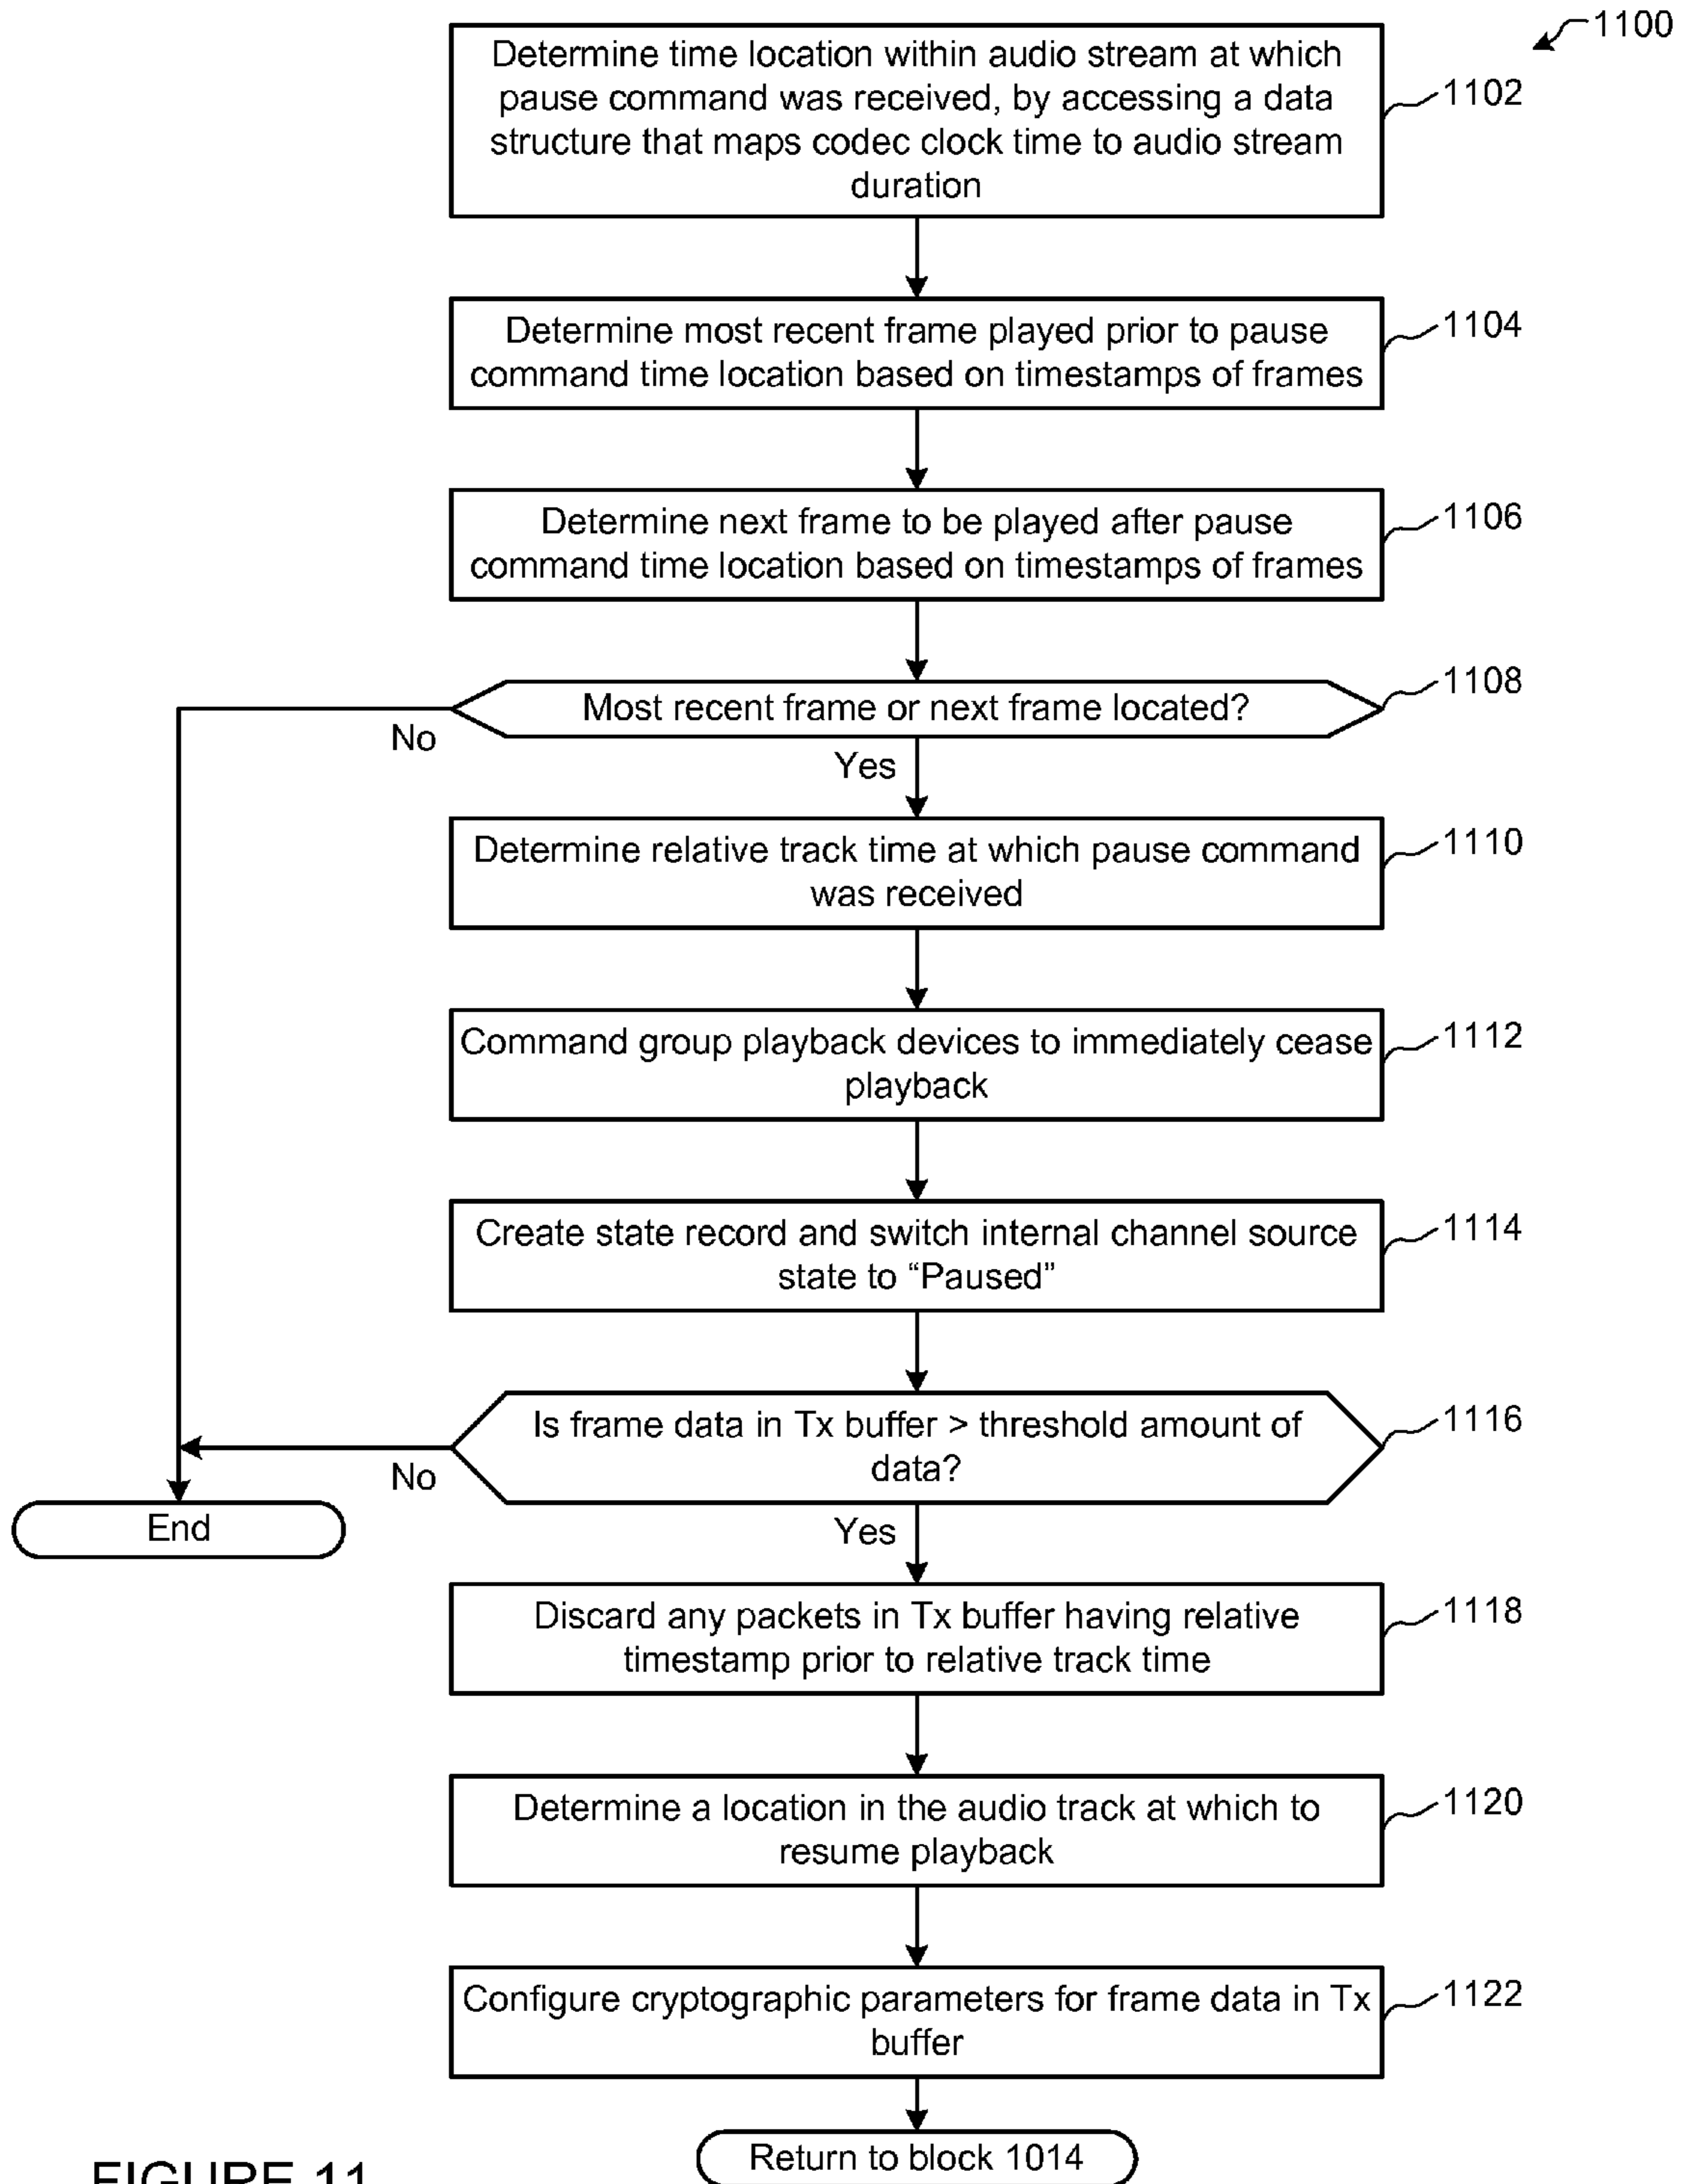 1100
Determine time location within audio stream at which
pause command was received, by accessing a data
structure that maps codec clock time to audio stream
duration
1102
Determine most recent frame played prior to pause
command time location based on timestamps of frames
1104
Determine next frame to be played after pause
command time location based on timestamps of frames
1106
Most recent frame or next frame located?
1108
No
Yes
Determine relative track time at which pause command
was received
1110
Command group playback devices to immediately cease
playback
1112
Create state record and switch internal channel source
state to “Paused”
1114
Is frame data in Tx buffer > threshold amount of
data?
1116
No
Yes
End
Discard any packets in Tx buffer having relative
timestamp prior to relative track time
1118
Determine a location in the audio track at which to
resume playback
1120
Configure cryptographic parameters for frame data in Tx
buffer
1122
Return to block 1014
FIGURE 11